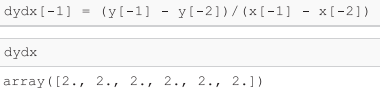 dydx[-1] = (y[-1] - y[-2])/(x[-1] - x[-2])
dydx
array([2., 2., 2., 2., 2., 2.])